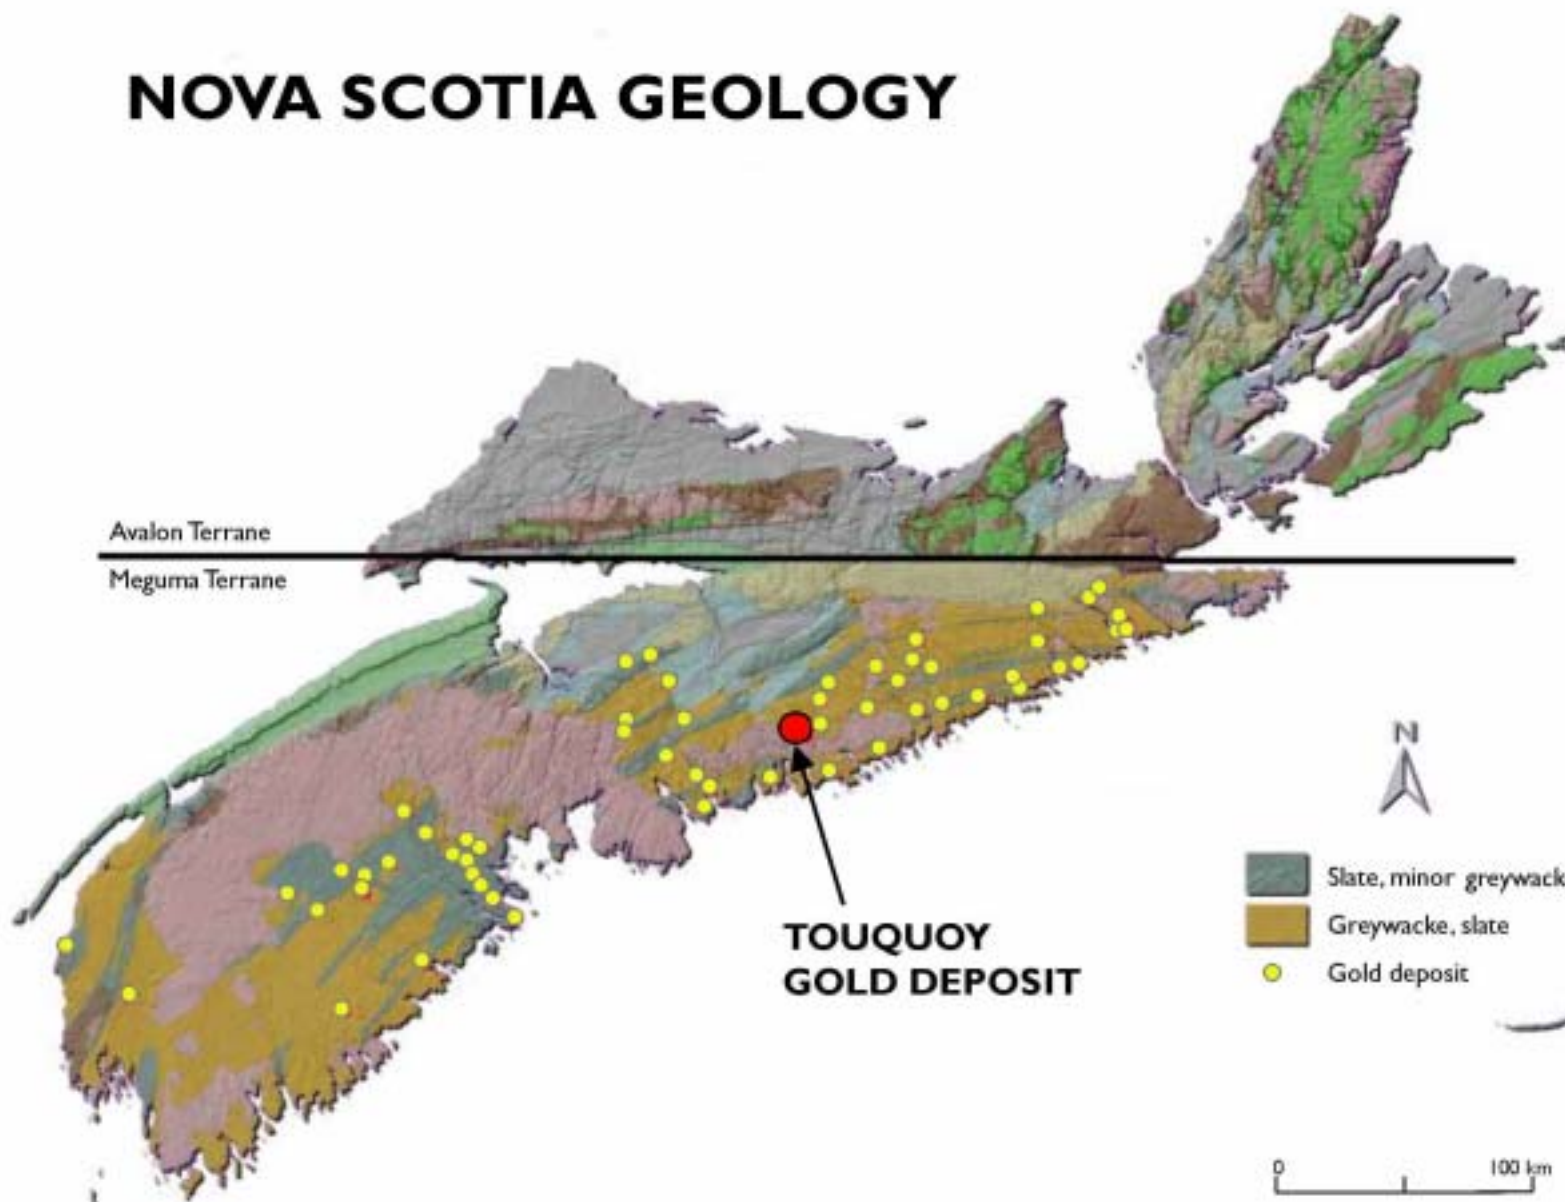 NOVA SCOTIA GEOLOGY
Avalon Terrane
Meguma Terrane
N
TOUQUOY
GOLD DEPOSIT
Slate, minor greywack
Greywacke, slate
Gold deposit
0
100 km